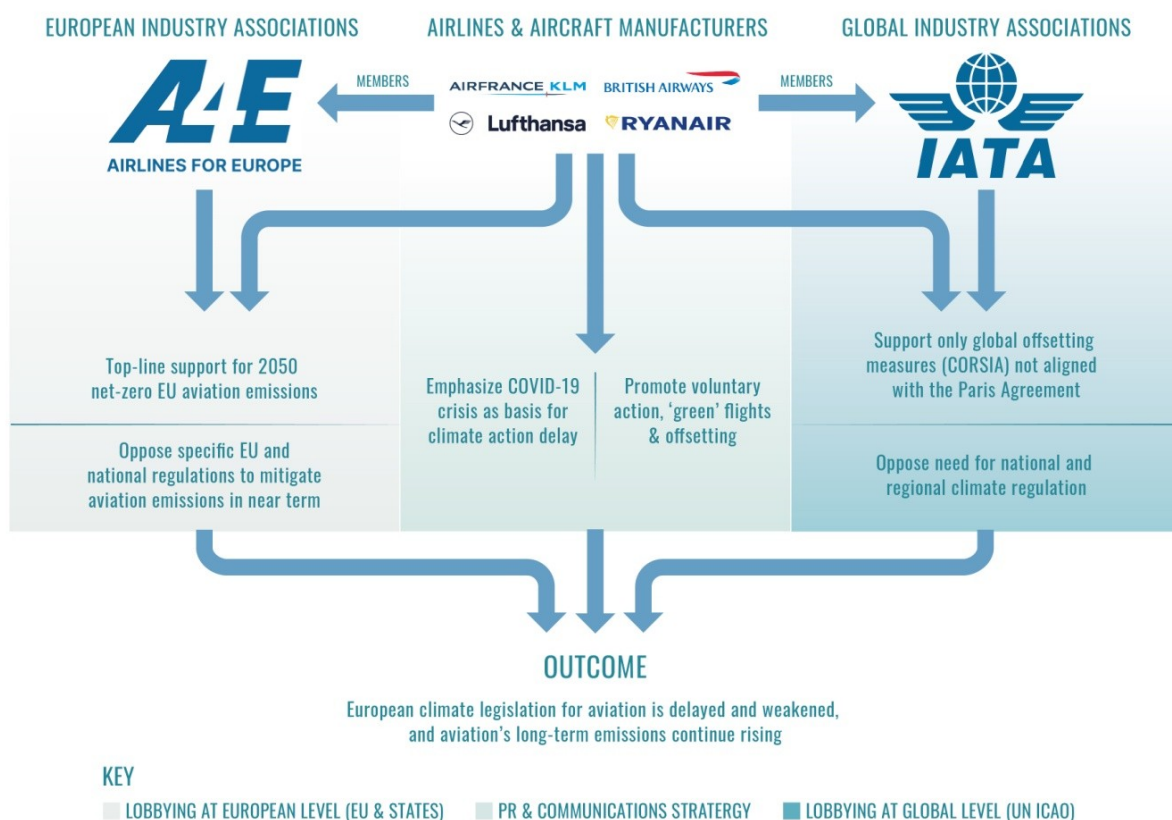 EUROPEAN INDUSTRY ASSOCIATIONS
A4E
AIRLINES FOR EUROPE
AIRLINES & AIRCRAFT MANUFACTURERS
MEMBERS
AIRFRANCE KLM
BRITISH AIRWAYS
Lufthansa
RYANAIR
MEMBERS
GLOBAL INDUSTRY ASSOCIATIONS
IATA
Top-line support for 2050
net-zero EU aviation emissions
Oppose specific EU and
national regulations to mitigate
aviation emissions in near term
Emphasize COVID-19
crisis as basis for
climate action delay
Promote voluntary
action, ‘green’ flights
& offsetting
Support only global offsetting
measures (CORSIA) not aligned
with the Paris Agreement
Oppose need for national and
regional climate regulation
OUTCOME
European climate legislation for aviation is delayed and weakened,
and aviation’s long-term emissions continue rising
KEY
LOBBYING AT EUROPEAN LEVEL (EU & STATES)
PR & COMMUNICATIONS STRATERGY
LOBBYING AT GLOBAL LEVEL (UN ICAO)